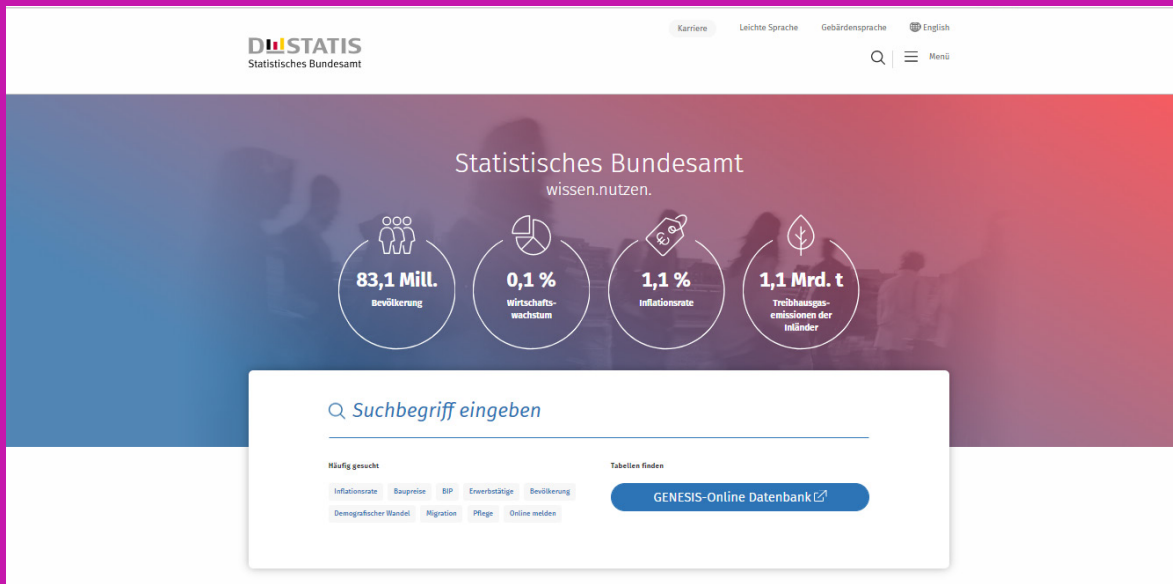 Karriere Leichte Sprache Gebärdensprache English
DESTATIS
Statistisches Bundesamt
Menü
Statistisches Bundesamt
wissen.nutzen.
83,1 Mill.
Bevölkerung
0,1 %
Wirtschafts-
wachstum
1,1 %
Inflationsrate
1,1 Mrd. t
Treibhausgas-
emissionen der
Inländer
Suchbegriff eingeben
Häufig gesucht
Inflationsrate Baupreise BIP Erwerbstätige Bevölkerung
Demografischer Wandel Migration Pflege Online melden
Tabellen finden
GENESIS-Online Datenbank